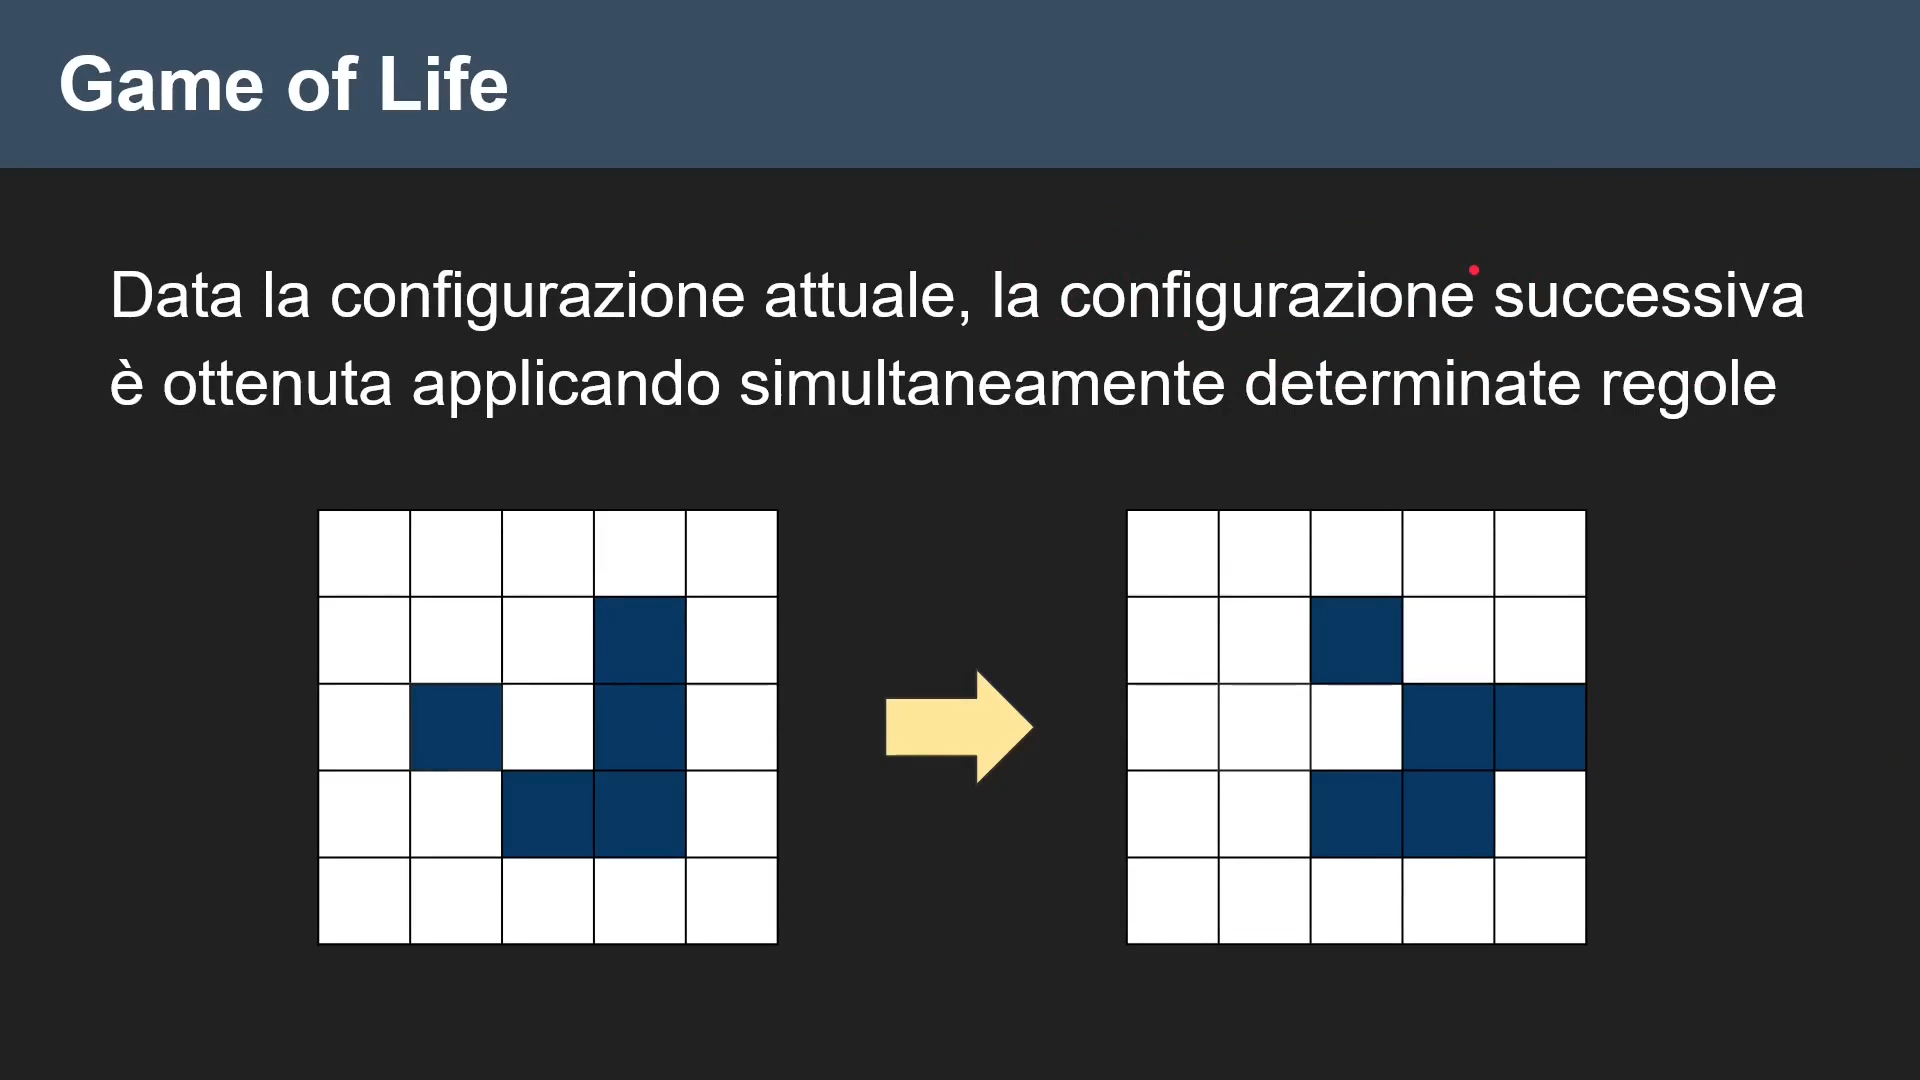 Game of Life
Data la configurazione attuale, la configurazione successiva
è ottenuta applicando simultaneamente determinate regole